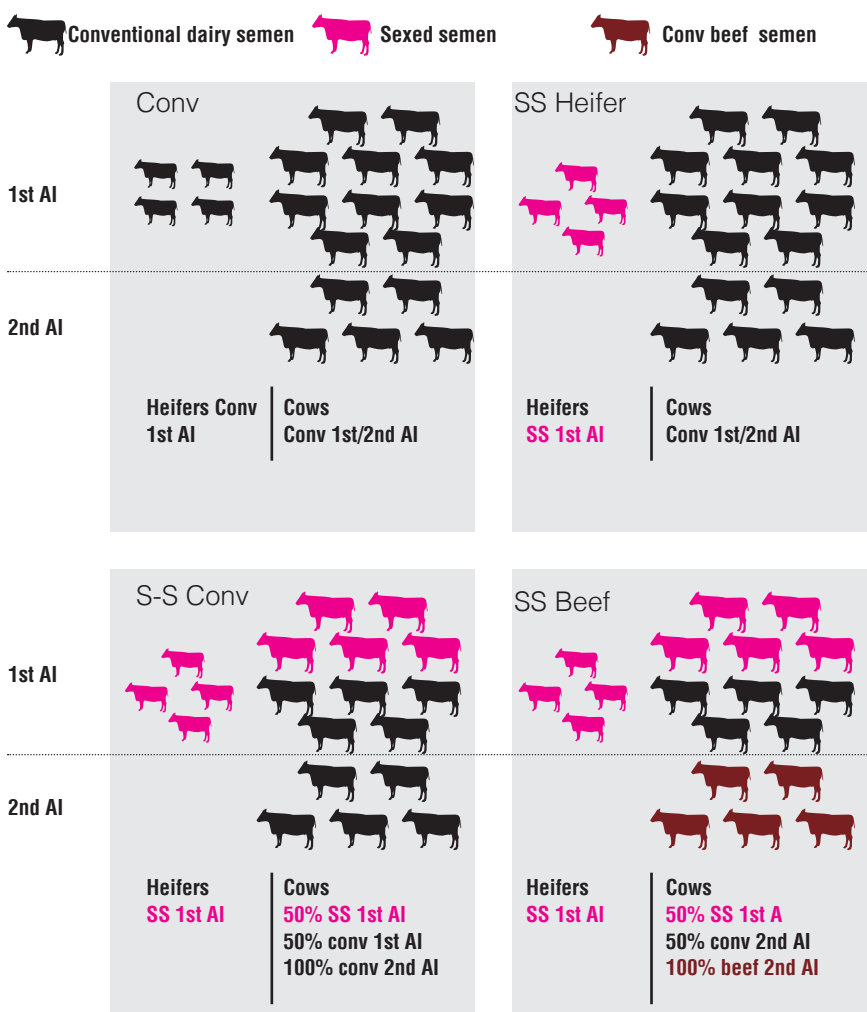 Conventional dairy semen Sexed semen Conv beef semen
Conv
SS Heifer
1st AI
2nd AI
Heifers Conv
1st AI
Cows
Conv 1st/2nd AI
Heifers
SS 1st AI
Cows
Conv 1st/2nd AI
S-S Conv
SS Beef
1st AI
2nd AI
Heifers
SS 1st AI
Cows
50% SS 1st AI
50% conv 1st AI
100% conv 2nd AI
Heifers
SS 1st AI
Cows
50% SS 1st A
50% conv 2nd AI
100% beef 2nd AI